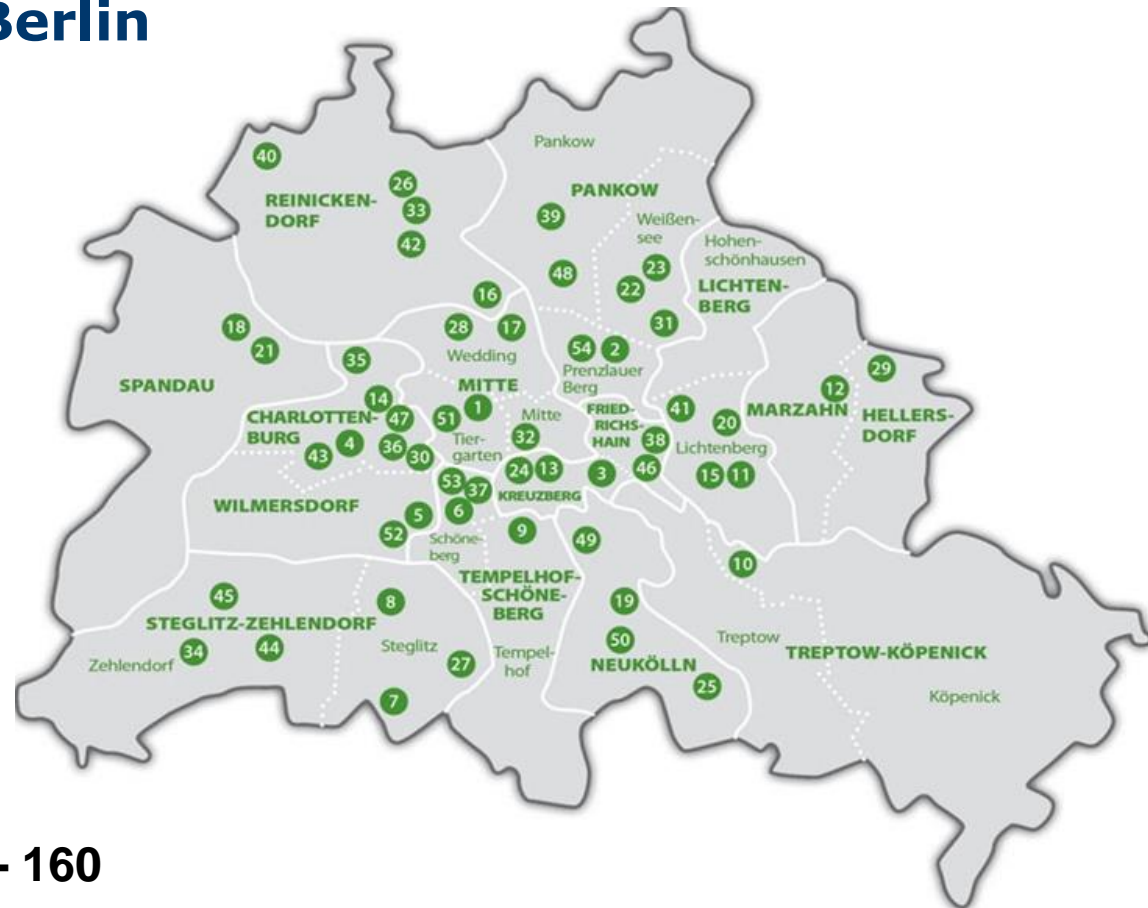 Berlin
Pankow
40
26
PANKOW
REINICKEN-
DORF
33
39
Weißen-
see
42
Hohen-
schönhausen
23
48
22
LICHTEN-
BERG
16
18
28
17
31
21
35
54
2
Wedding
29
Prenzlauer
Berg
SPANDAU
MITTE
12
14
1
41
MARZAHN
HELLERS-
DORF
CHARLOTTEN-
BURG
47
51
Mitte
FRIED-
RICHS-
HAIN
20
4
36
Tier-
garten
32
38
Lichtenberg
43
30
46
24
13
3
15
11
53
37
KREUZBERG
WILMERSDORF
5
6
52
9
49
Schöne-
berg
10
TEMPELHOF-
SCHÖNE-
BERG
45
8
19
STEGLITZ-ZEHLENDORF
34
44
Steglitz
50
Treptow
Zehlendorf
27
Tempel-
hof
NEUKÖLLN
TREPTOW-KÖPENICK
7
25
Köpenick
- 160